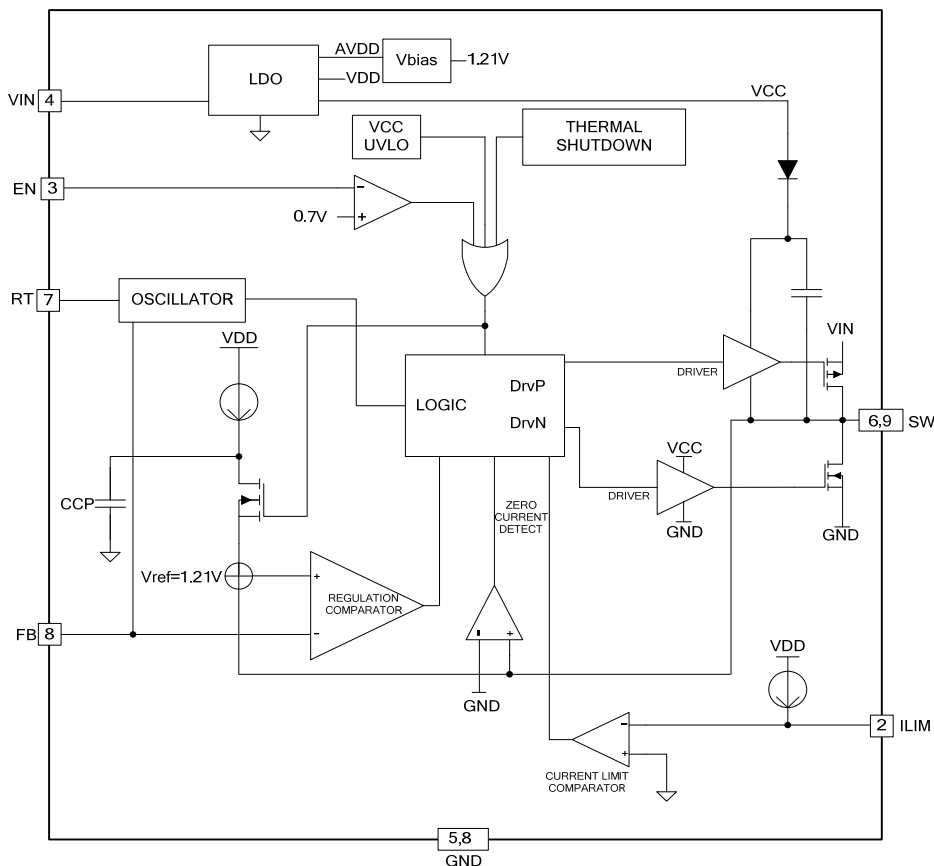 AVDD
Vbias
1.21V
LDO
VDD
VIN
4
VCC
VCC
UVLO
THERMAL
SHUTDOWN
EN
3
-
0.7V
+
RT
7
OSCILLATOR
VDD
VIN
DRIVER
DrvP
LOGIC
DrvN
6,9
SW
VCC
CCP
ZERO
CURRENT
DETECT
DRIVER
GND
GND
Vref=1.21V
+
REGULATION
COMPARATOR
-
FB
8
-
+
VDD
GND
-
2
ILIM
+
CURRENT LIMIT
COMPARATOR
5,8
GND